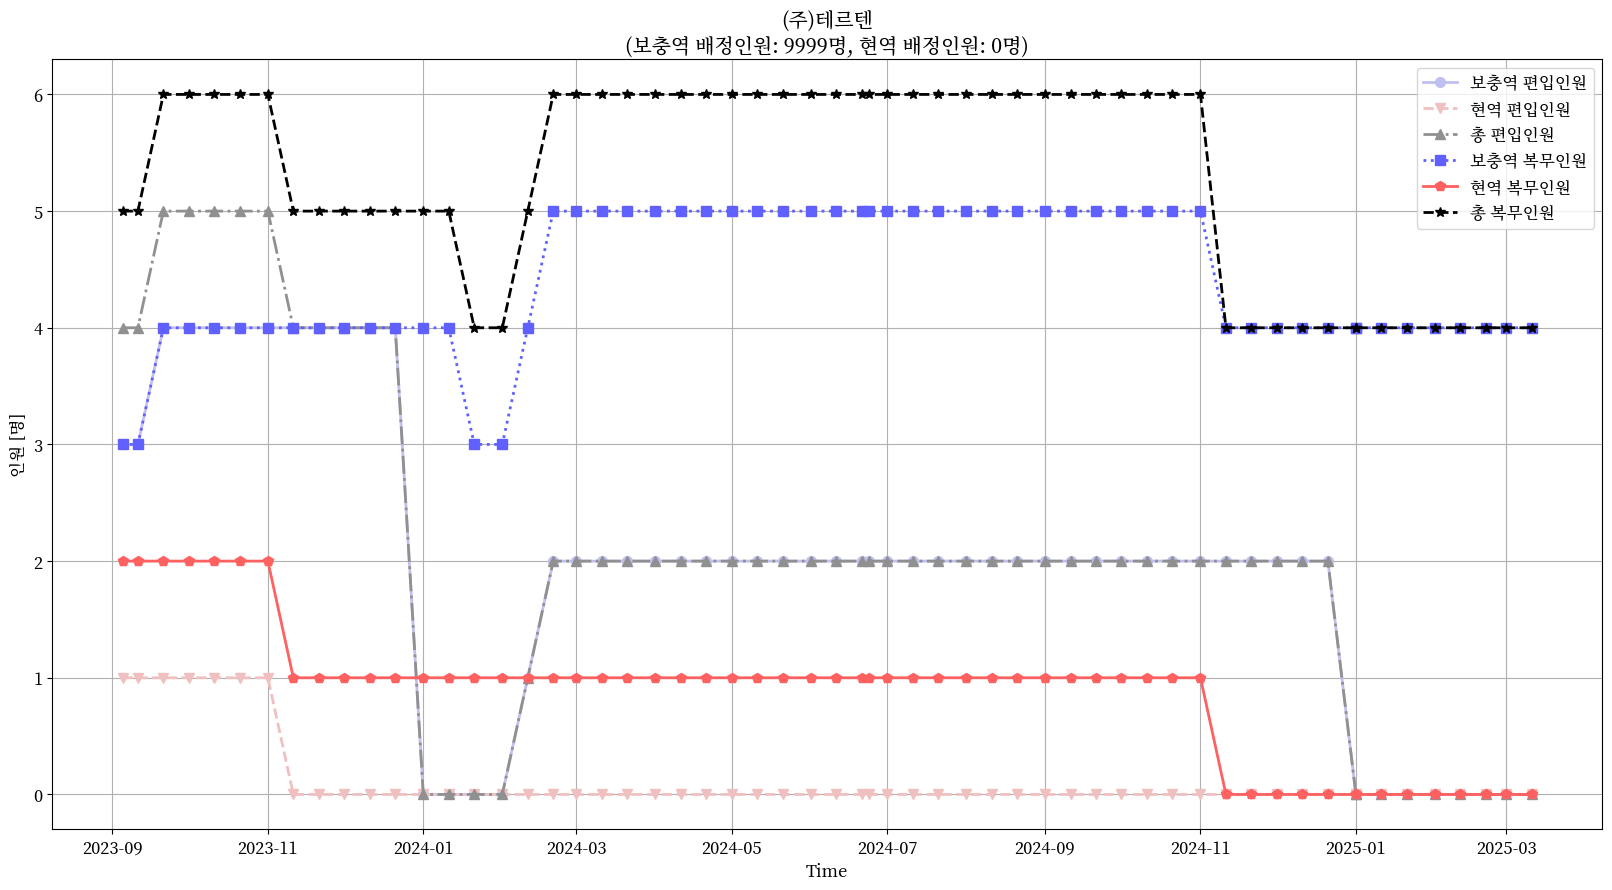 (주)테르텐
(보충역 배정인원: 9999명, 현역 배정인원: 0명)
보충역 편입인원
현역 편입인원
총 편입인원
보충역 복무인원
현역 복무인원
총 복무인원
인원 [명]
6
5
4
3
2
1
0
2023-09
2023-11
2024-01
2024-03
2024-05
2024-07
2024-09
2024-11
2025-01
2025-03
Time